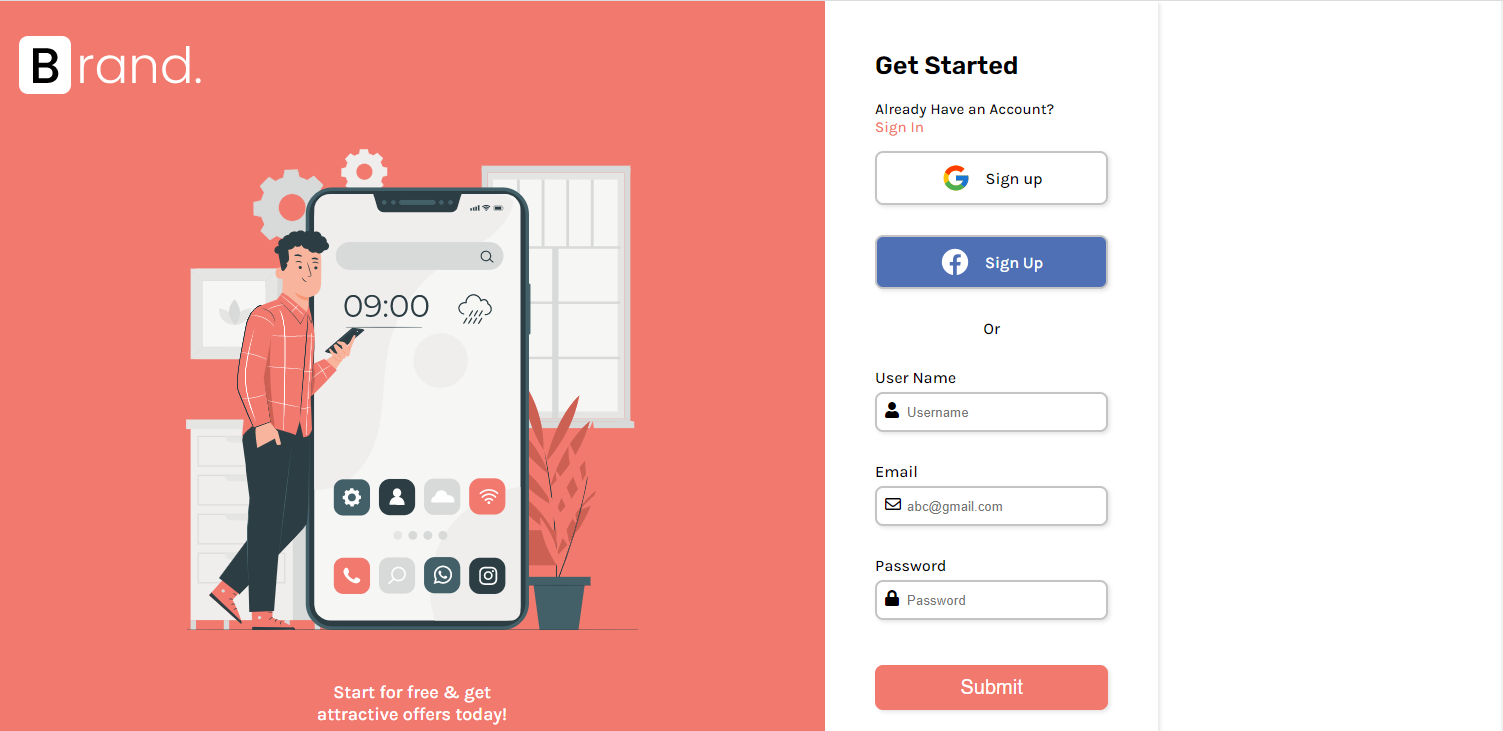 Brand.
09:00
Start for free & get
attractive offers today!
Get Started
Already Have an Account?
Sign In
Sign up
Sign Up
Or
User Name
Username
Email
abc@gmail.com
Password
Password
Submit